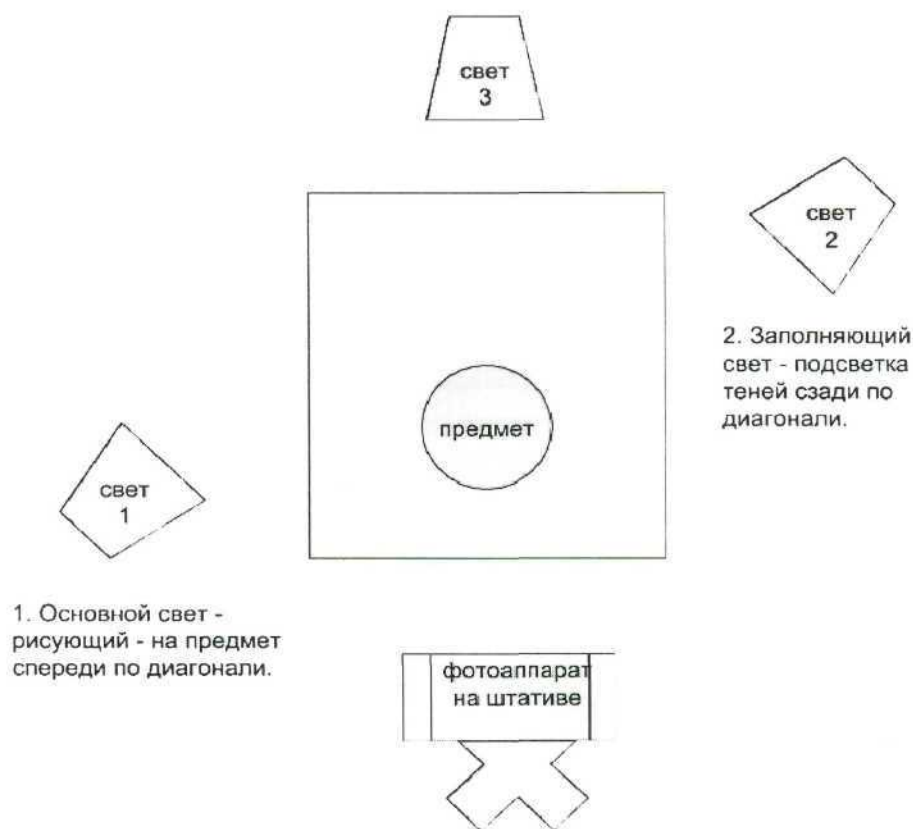 свет
3
свет
2
2. Заполняющий
свет - подсветка
теней сзади по
диагонали.
предмет
свет
1
1. Основной свет -
рисующий - на предмет
спереди по диагонали.
фотоаппарат
на штативе